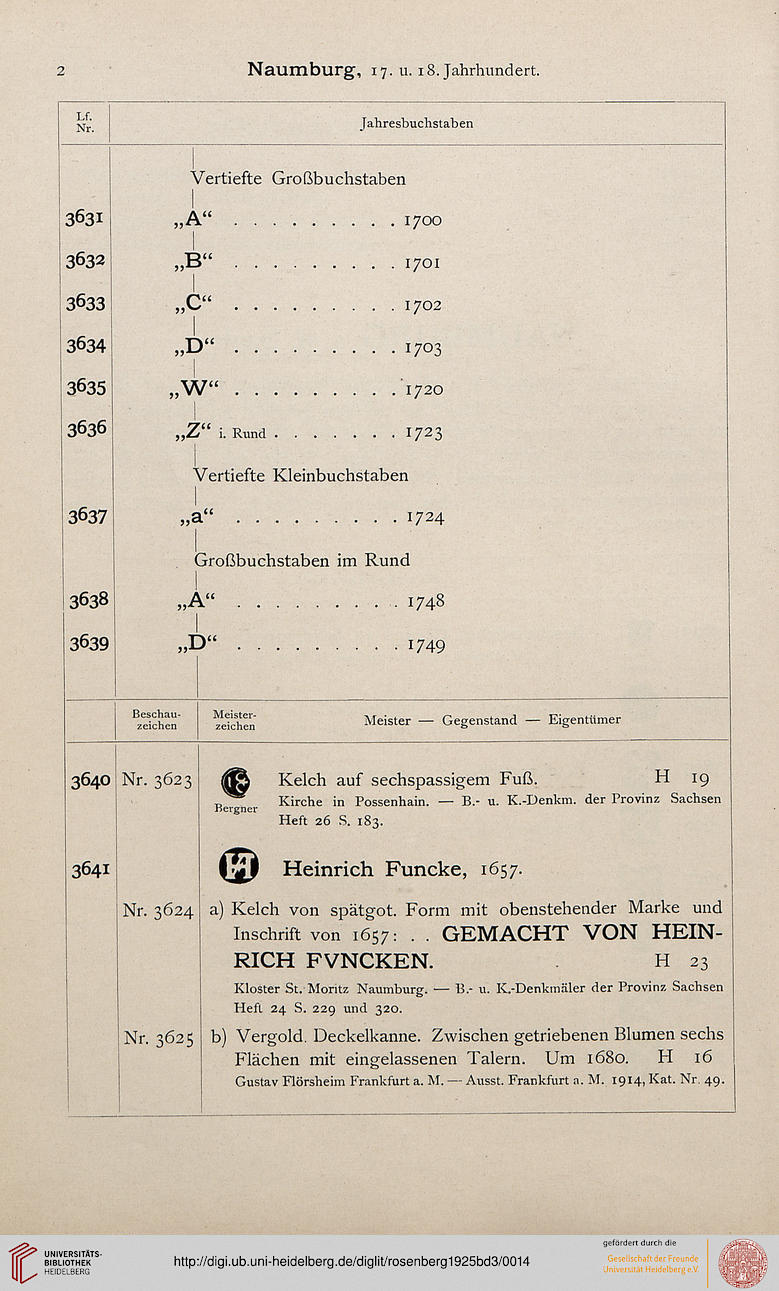 2
Naumburg, 17. u. 18. Jahrhundert.
Lf. Nr.
Jahresbuchstaben
Vertiefte Großbuchstaben
3631 „A“ . . . . . . . . . 1700
3632 „B“ . . . . . . . . . 1701
3633 „C“ . . . . . . . . . 1702
3634 „D“ . . . . . . . . . 1703
3635 „W“ . . . . . . . . . 1720
3636 „Z“ i. Rund . . . . . . . 1723
Vertiefte Kleinbuchstaben
3637 „a“ . . . . . . . . . 1724
Großbuchstaben im Rund
3638 „A“ . . . . . . . . . 1748
3639 „D“ . . . . . . . . . 1749
Beschau-
zeichen
Meister-
zeichen
Meister — Gegenstand — Eigentümer
3640 Nr. 3623 Kelch auf sechspassigem Fuß. H 19
Bergner
Kirche in Possenhain. — B.- u. K.-Denkm. der Provinz Sachsen
Heft 26 S. 183.
3641 Heinrich Funcke, 1657.
Nr. 3624 a) Kelch von spätgot. Form mit obenstehender Marke und
Inschrift von 1657: . . GEMACHT VON HEIN-
RICH FVNCKEN. H 23
Kloster St. Moritz Naumburg. — B.- u. K.-Denkmäler der Provinz Sachsen
Heft 24 S. 229 und 320.
Nr. 3625 b) Vergold. Deckelkanne. Zwischen getriebenen Blumen sechs
Flächen mit eingelassenen Talern. Um 1680. H 16
Gustav Flörsheim Frankfurt a. M. — Ausst. Frankfurt a. M. 1914, Kat. Nr. 49.
UNIVERSITÄTS-
BIBLIOTHEK
HEIDELBERG
http://digi.ub.uni-heidelberg.de/diglit/rosenberg1925bd3/0014
gefördert durch die
Gesellschaft der Freunde
Universität Heidelberg e.V.